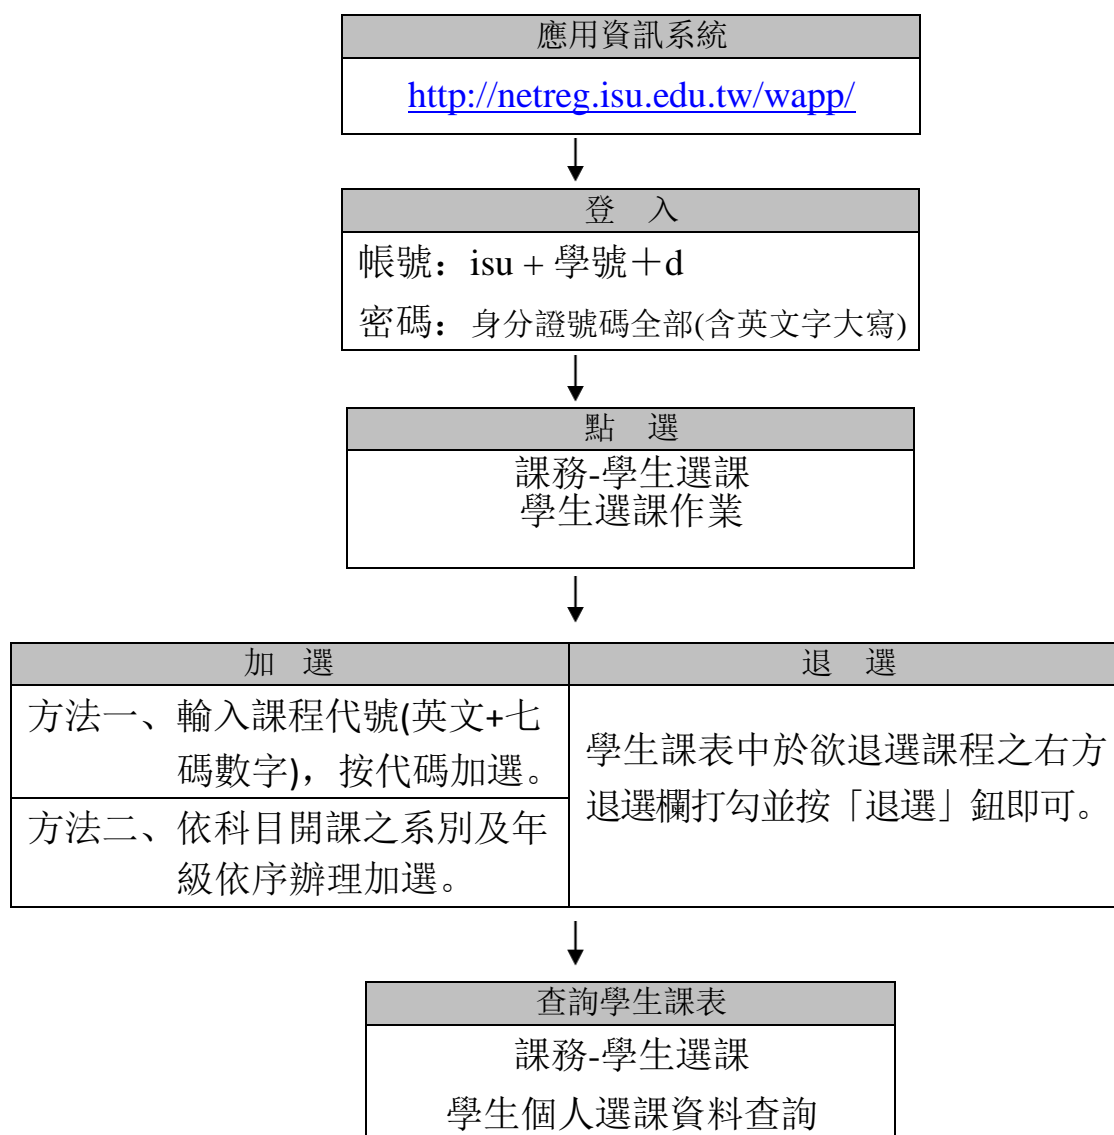 應用資訊系統
http://netreg.isu.edu.tw/wapp/
登　入
帳號：isu + 學號＋d
密碼：身分證號碼全部(含英文字大寫)
點　選
課務-學生選課
學生選課作業
加　選
方法一、輸入課程代號(英文+七
碼數字)，按代碼加選。
方法二、依科目開課之系別及年
級依序辦理加選。
退　選
學生課表中於欲退選課程之右方
退選欄打勾並按「退選」鈕即可。
查詢學生課表
課務-學生選課
學生個人選課資料查詢